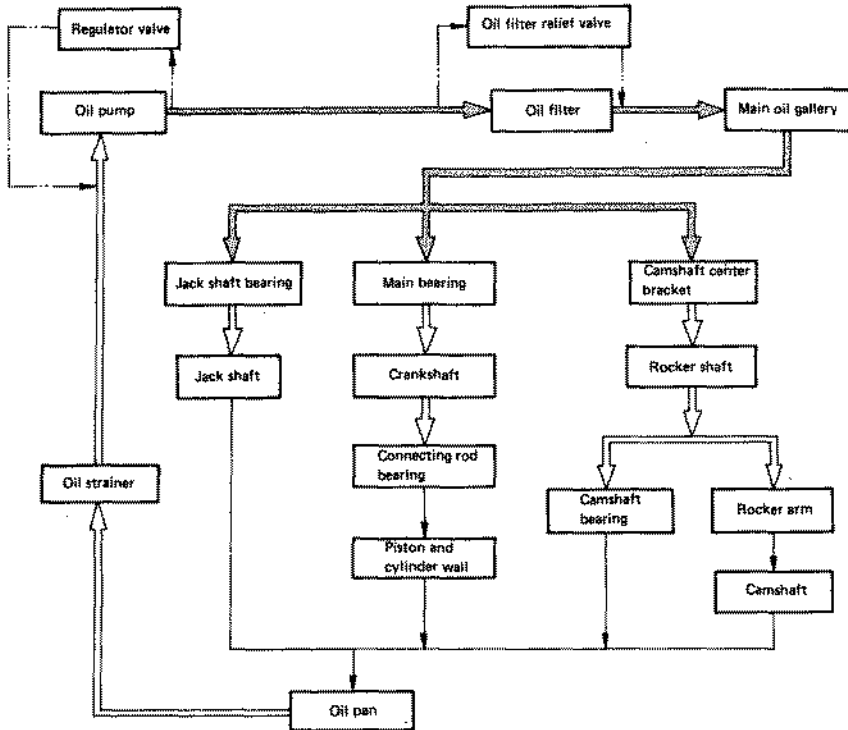 Regulator valve
Oil filter relief valve
Oil pump
Oil filter
Main oil gallery
Jack shaft bearing
Main bearing
Camshaft center
bracket
Jack shaft
Crankshaft
Rocker shaft
Oil strainer
Connecting rod
bearing
Camshaft
bearing
Rocker arm
Piston and
cylinder wall
Camshaft
Oil pan